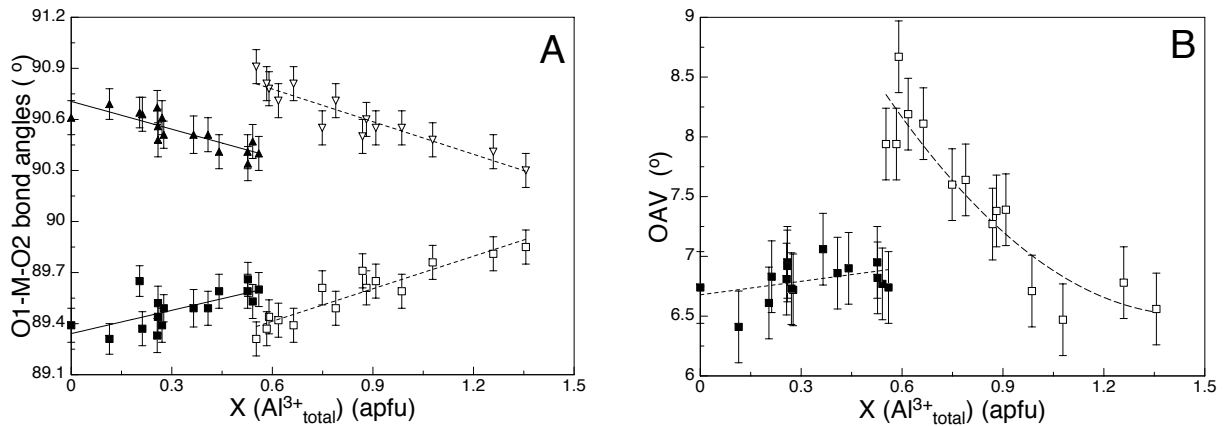 A
91.2
90.9
90.6
90.3
90
89.7
89.4
89.1
O1-M-O2 bond angles ( º)
0 0.3 0.6 0.9 1.2 1.5
X (Al³⁺total) (apfu)
B
9
8.5
8
7.5
7
6.5
6
OAV (º)
0 0.3 0.6 0.9 1.2 1.5
X (Al³⁺total) (apfu)